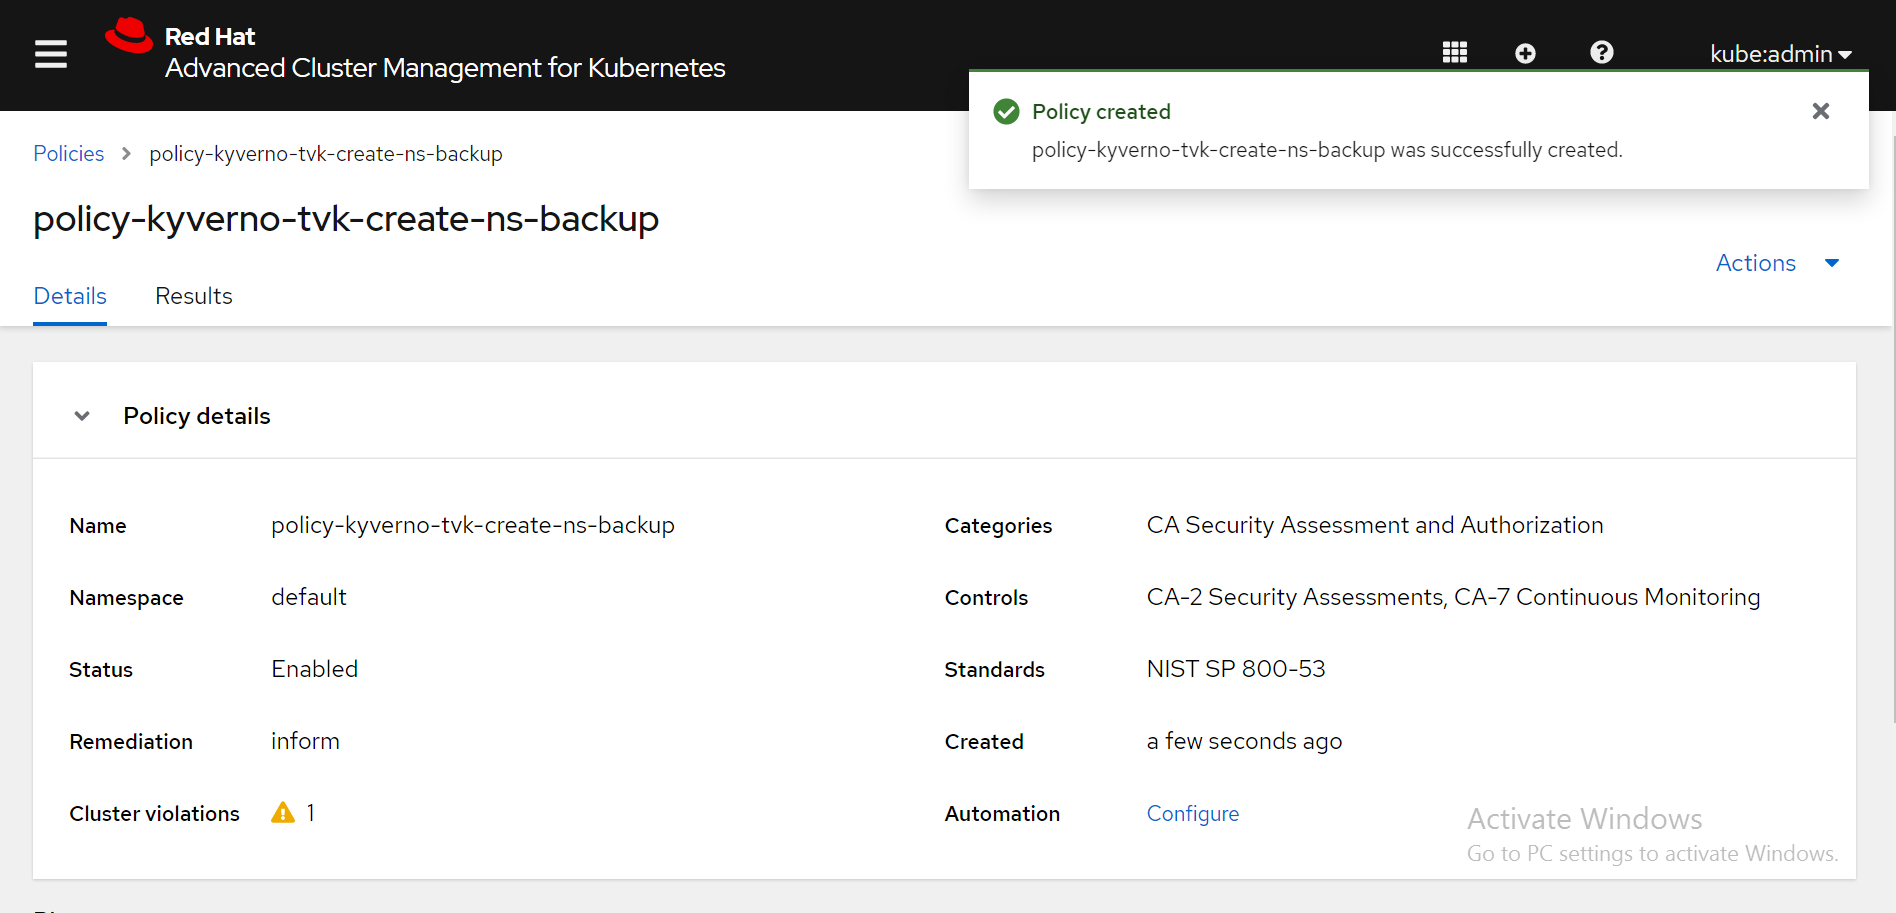 Red Hat
Advanced Cluster Management for Kubernetes
kube:admin
Policy created
policy-kyverno-tvk-create-ns-backup was successfully created.
Policies
policy-kyverno-tvk-create-ns-backup
policy-kyverno-tvk-create-ns-backup
Actions
Details
Results
Policy details
Name policy-kyverno-tvk-create-ns-backup
Namespace default
Status Enabled
Remediation inform
Cluster violations 1
Categories CA Security Assessment and Authorization
Controls CA-2 Security Assessments, CA-7 Continuous Monitoring
Standards NIST SP 800-53
Created a few seconds ago
Automation Configure
Activate Windows
Go to PC settings to activate Windows.